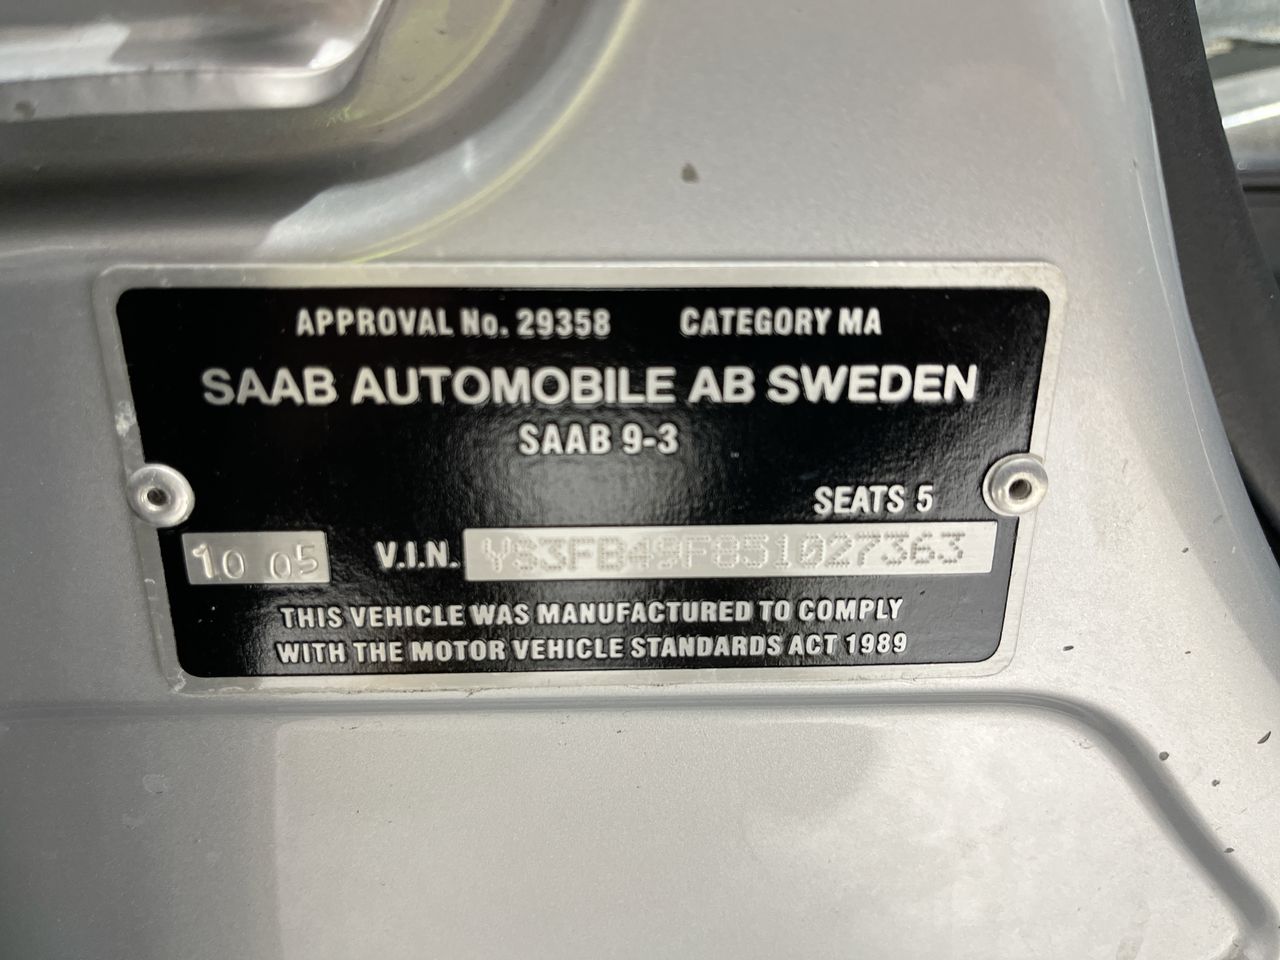 APPROVAL No. 29358 CATEGORY MA
SAAB AUTOMOBILE AB SWEDEN
SAAB 9-3
SEATS 5
10 05 V.I.N. YS3FB49F851027363
THIS VEHICLE WAS MANUFACTURED TO COMPLY
WITH THE MOTOR VEHICLE STANDARDS ACT 1989